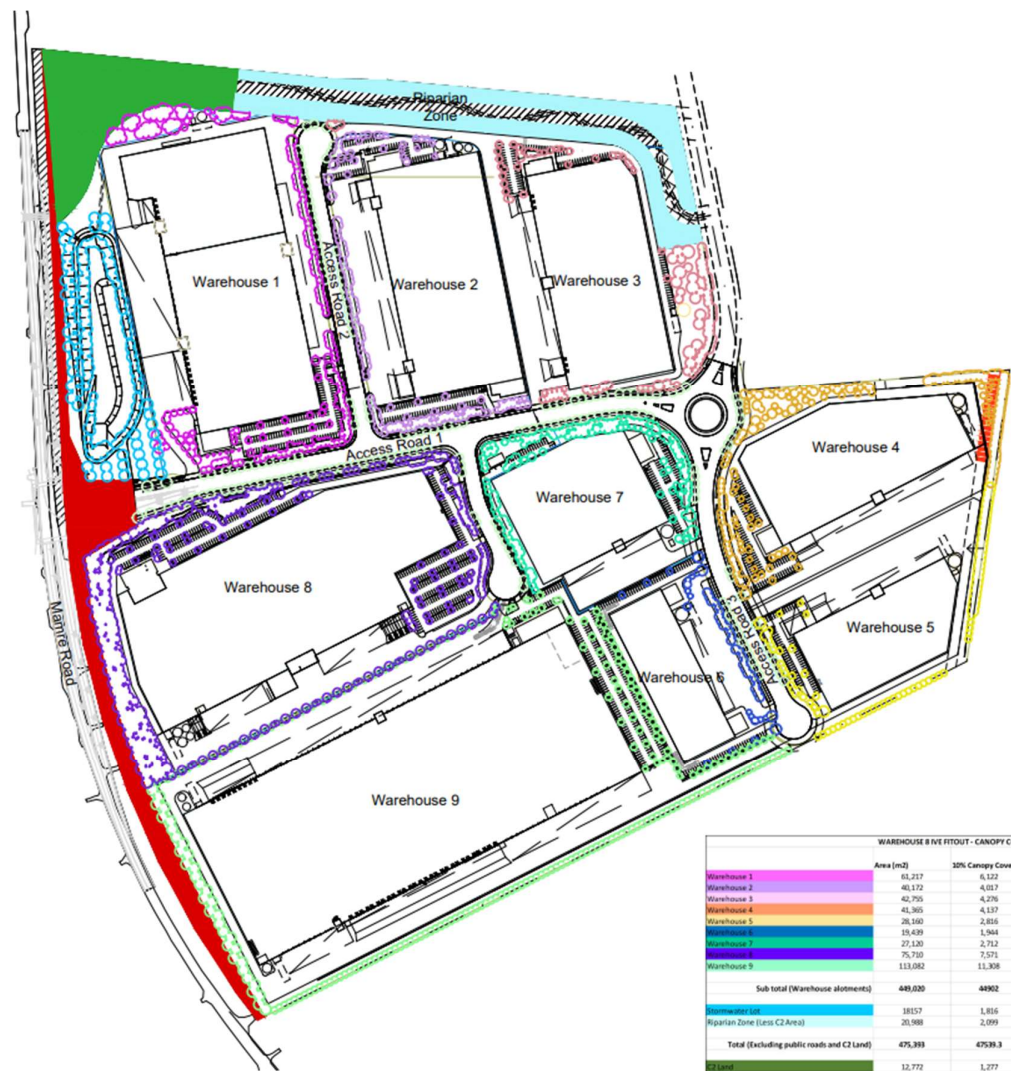 Riparian
Zone
Warehouse 1
Access Road 2
Warehouse 2
Warehouse 3
Access Road 1
Warehouse 4
Warehouse 7
Warehouse 8
Mamre Road
Access Road 3
Warehouse 5
Warehouse 6
Warehouse 9
WAREHOUSE 8 IVE FITOUT - CANOPY C
Area (m2) 10% Canopy Cove
Warehouse 1 61,217 6,122
Warehouse 2 40,172 4,017
Warehouse 3 42,755 4,276
Warehouse 4 41,365 4,137
Warehouse 5 28,160 2,816
Warehouse 6 19,439 1,944
Warehouse 7 27,120 2,712
Warehouse 8 75,710 7,571
Warehouse 9 113,082 11,308
Sub total (Warehouse alotments) 449,020 44902
Stormwater Lot 18157 1,816
Riparian Zone (Less C2 Area) 20,988 2,099
Total (Excluding public roads and C2 Land) 475,393 47539.3
C2 Land 12,772 1,277